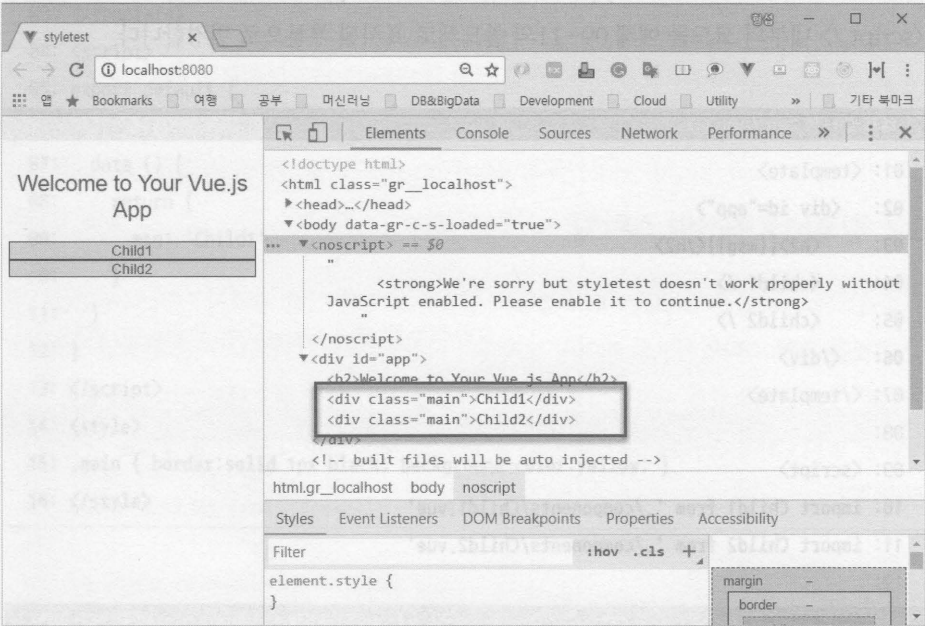 styletest
localhost:8080
앱 Bookmarks 여행 공부 머신러닝 DB&BigData Development Cloud Utility » 기타 북마크
Welcome to Your Vue.js
App
Child1
Child2
Elements Console Sources Network Performance »
<!doctype html>
<html class="gr__localhost">
<head>…</head>
<body data-gr-c-s-loaded="true">
<noscript> == $0
"
<strong>We're sorry but styletest doesn't work properly without
JavaScript enabled. Please enable it to continue.</strong>
"
</noscript>
<div id="app">
<h2>Welcome to Your Vue.js App</h2>
<div class="main">Child1</div>
<div class="main">Child2</div>
</div>
<!-- built files will be auto injected -->
html.gr__localhost body noscript
Styles Event Listeners DOM Breakpoints Properties Accessibility
Filter :hov .cls +
element.style {
}
margin –
border –